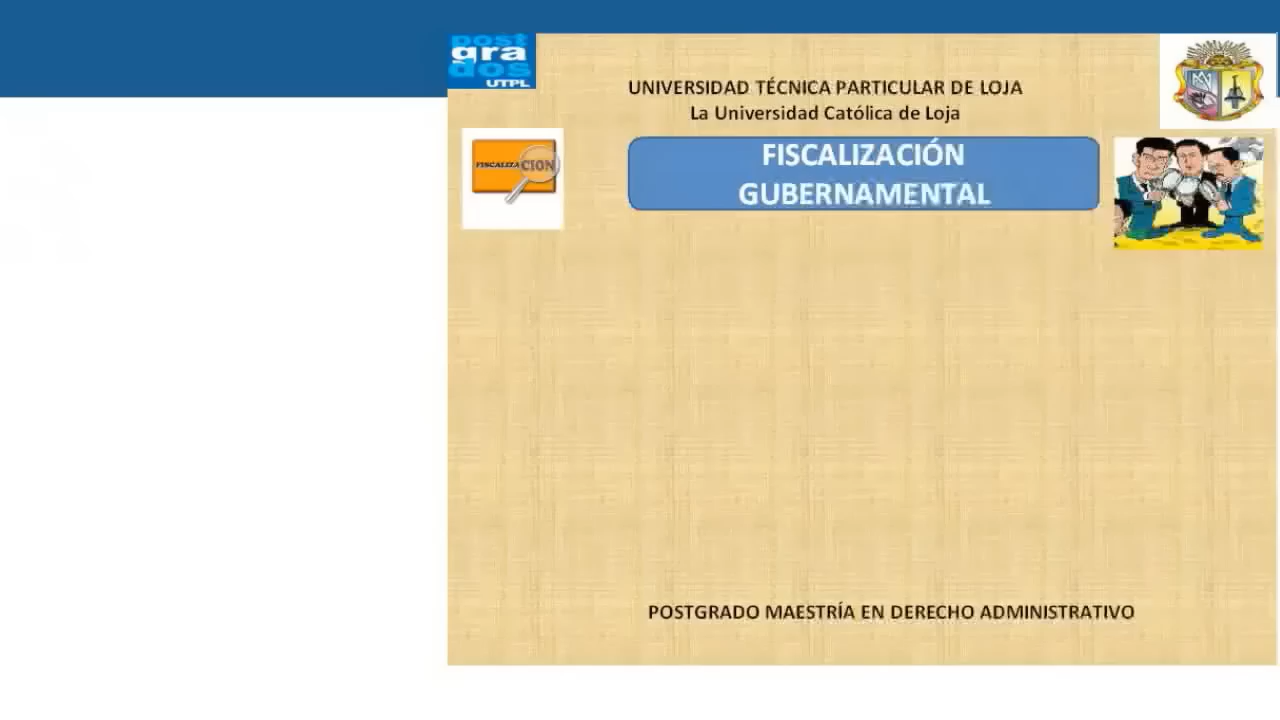 post
gra
dos
UTPL
UNIVERSIDAD TÉCNICA PARTICULAR DE LOJA
La Universidad Católica de Loja
FISCALIZACION
FISCALIZACIÓN
GUBERNAMENTAL
POSTGRADO MAESTRÍA EN DERECHO ADMINISTRATIVO